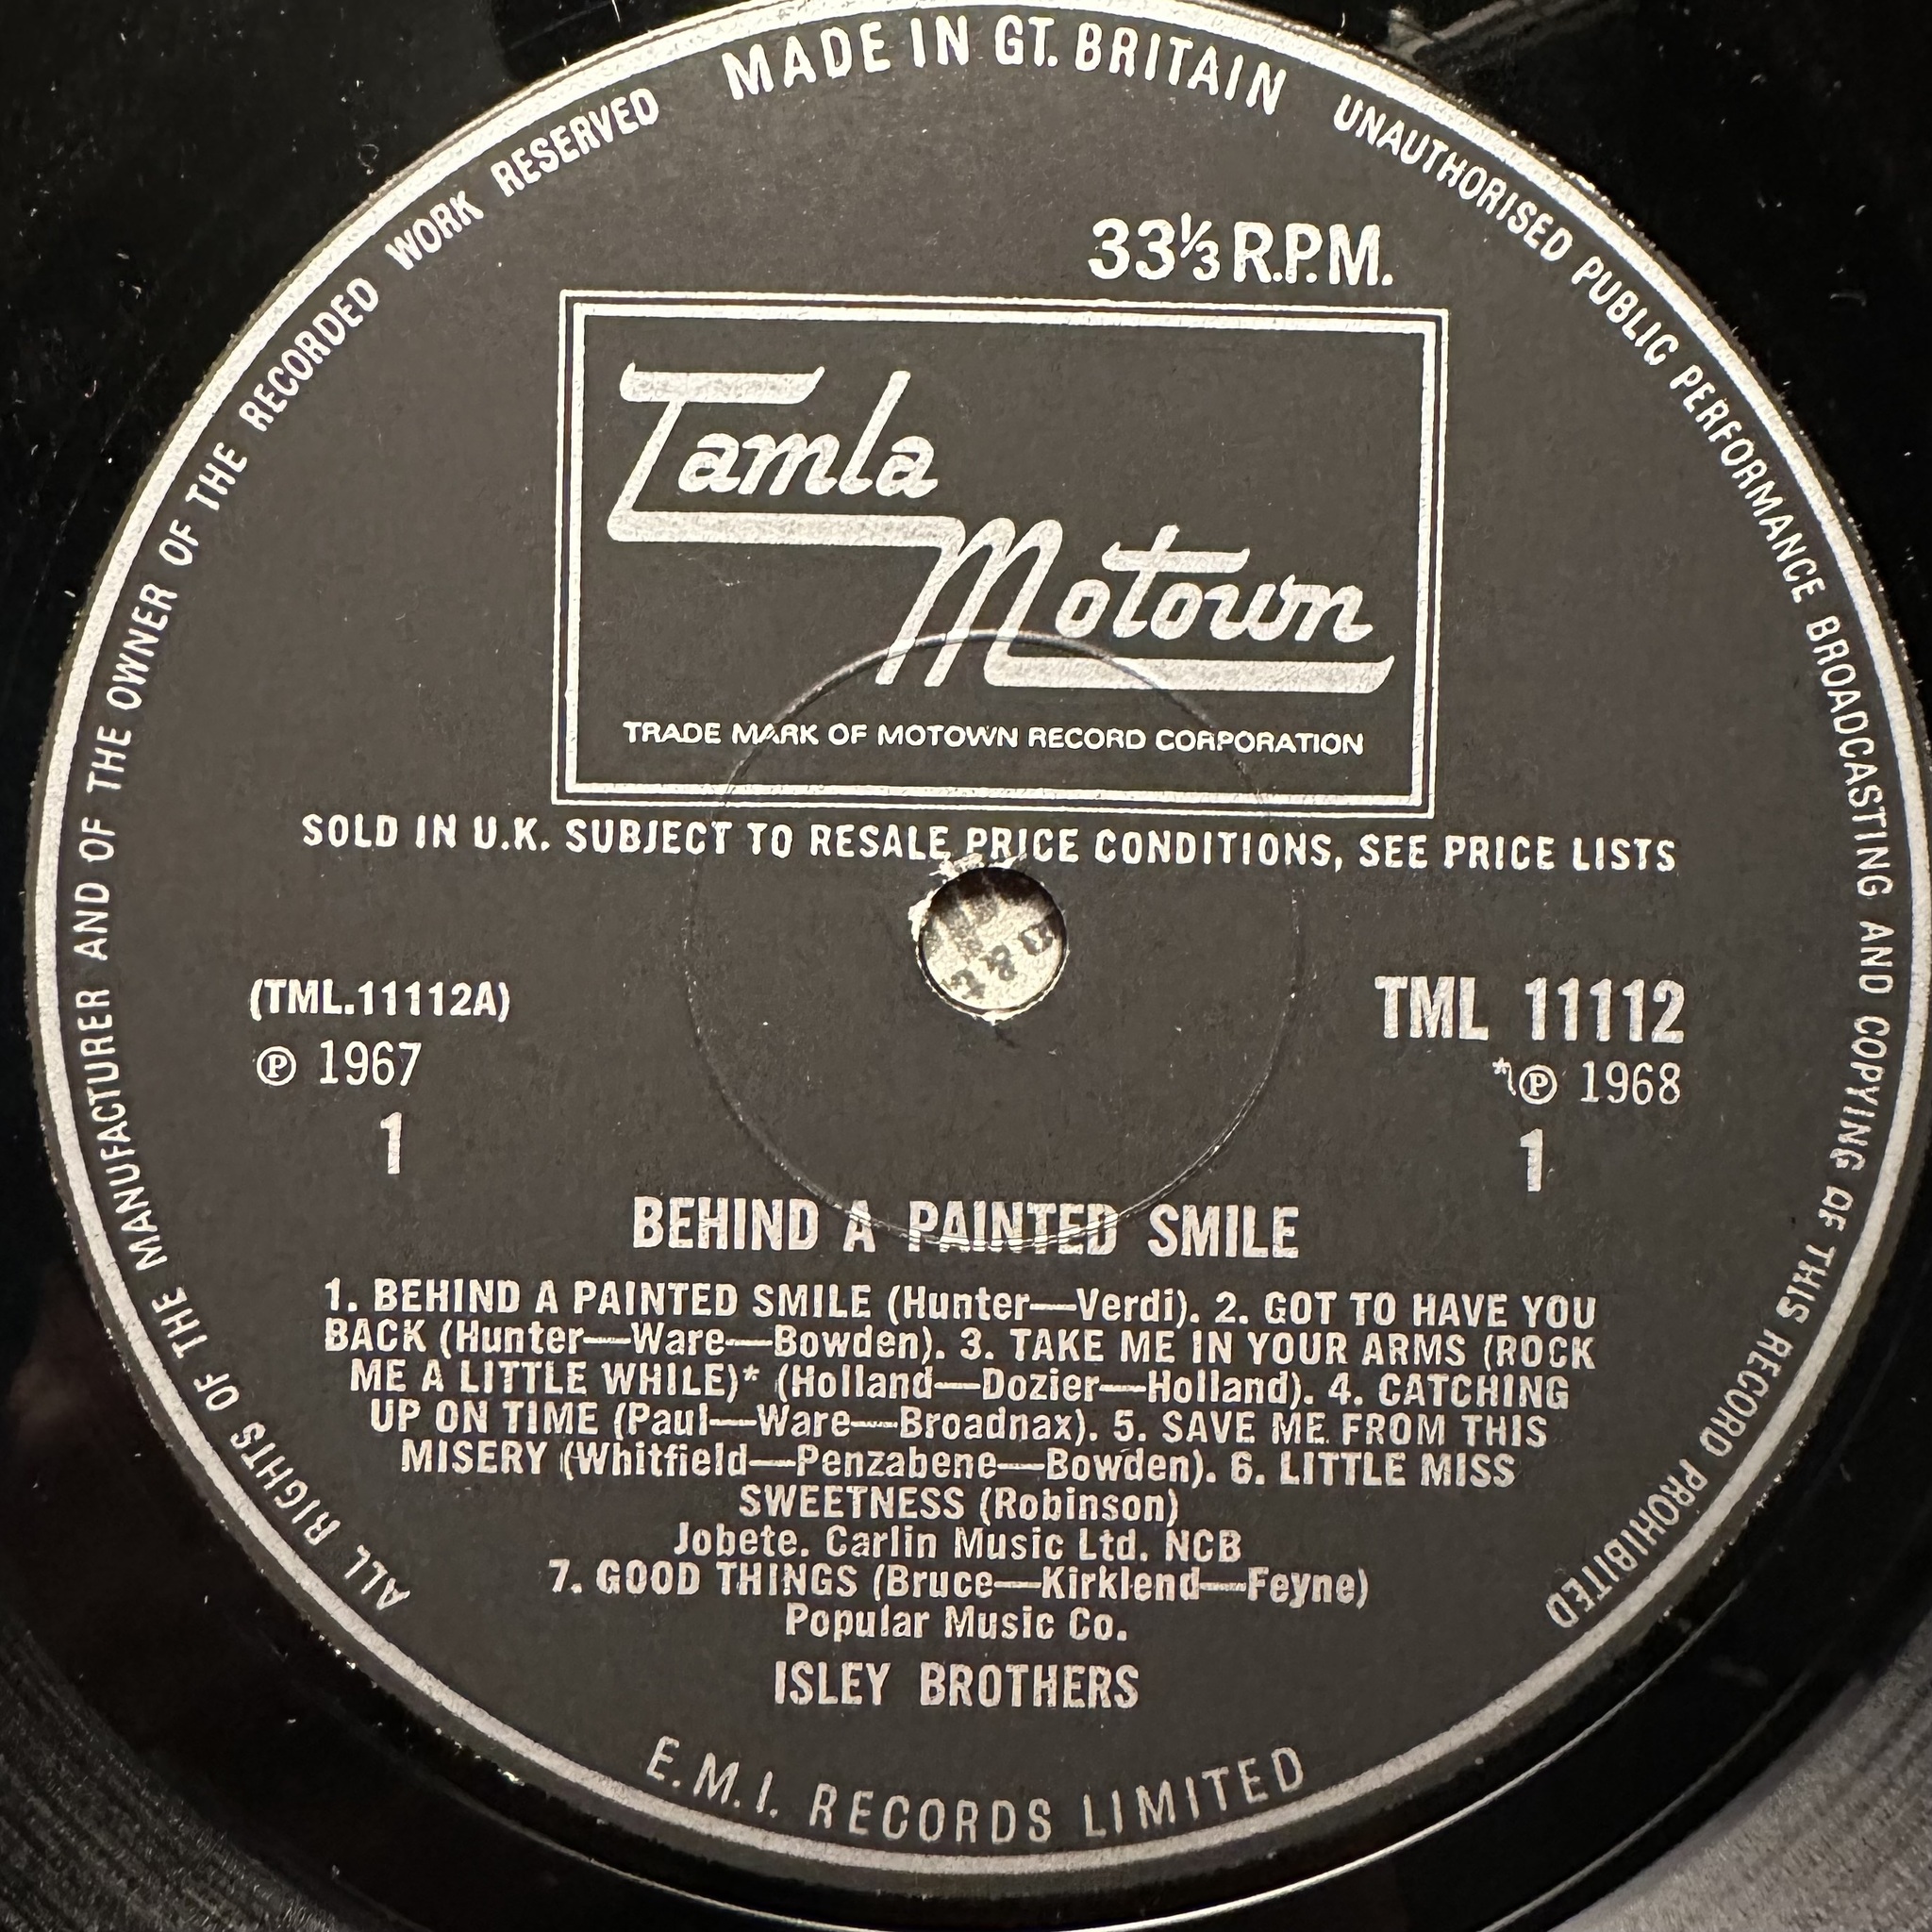 MADE IN GT. BRITAIN
UNAUTHORISED PUBLIC PERFORMANCE BROADCASTING AND COPYING OF THIS RECORD PROHIBITED
ALL RIGHTS OF THE MANUFACTURER AND OF THE OWNER OF THE RECORDED WORK RESERVED
33⅓ R.P.M.
Tamla
Motown
TRADE MARK OF MOTOWN RECORD CORPORATION
SOLD IN U.K. SUBJECT TO RESALE PRICE CONDITIONS, SEE PRICE LISTS
(TML.11112A)
℗ 1967
1
TML 11112
*℗ 1968
1
BEHIND A PAINTED SMILE
1. BEHIND A PAINTED SMILE (Hunter—Verdi). 2. GOT TO HAVE YOU
BACK (Hunter—Ware—Bowden). 3. TAKE ME IN YOUR ARMS (ROCK
ME A LITTLE WHILE)* (Holland—Dozier—Holland). 4. CATCHING
UP ON TIME (Paul—Ware—Broadnax). 5. SAVE ME FROM THIS
MISERY (Whitfield—Penzabene—Bowden). 6. LITTLE MISS
SWEETNESS (Robinson)
Jobete. Carlin Music Ltd. NCB
7. GOOD THINGS (Bruce—Kirklend—Feyne)
Popular Music Co.
ISLEY BROTHERS
E.M.I. RECORDS LIMITED